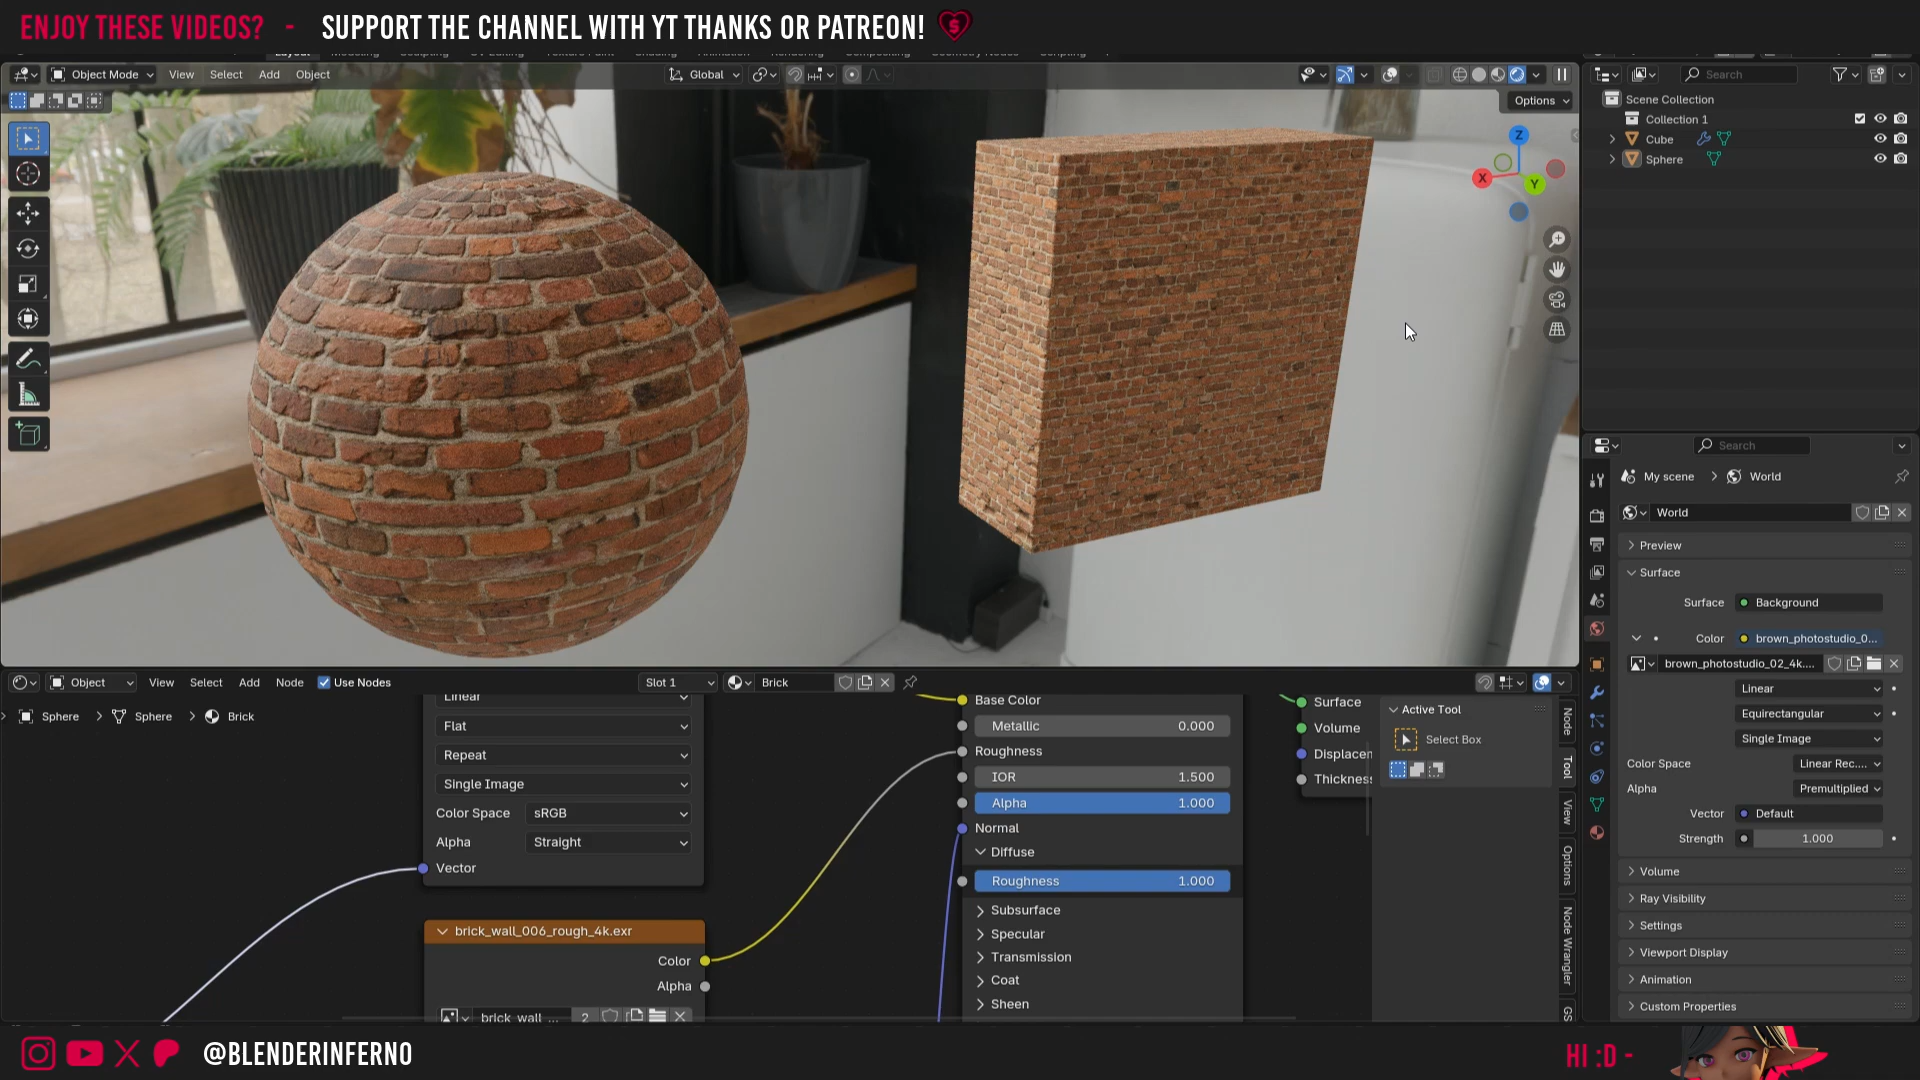 ENJOY THESE VIDEOS? - SUPPORT THE CHANNEL WITH YT THANKS OR PATREON!
Object Mode View Select Add Object Global
Search
Options
Scene Collection
Collection 1
Cube
Sphere
Z
X
Y
Search
My scene > World
World
Preview
Surface
Surface Background
Color brown_photostudio_0...
brown_photostudio_02_4k....
Linear
Equirectangular
Single Image
Color Space Linear Rec....
Alpha Premultiplied
Vector Default
Strength 1.000
Volume
Ray Visibility
Settings
Viewport Display
Animation
Custom Properties
Object View Select Add Node Use Nodes Slot 1 Brick
Sphere > Sphere > Brick
Linear
Flat
Repeat
Single Image
Color Space sRGB
Alpha Straight
Vector
brick_wall_006_rough_4k.exr
Color
Alpha
brick_wall ... 2
Base Color
Metallic 0.000
Roughness
IOR 1.500
Alpha 1.000
Normal
Diffuse
Roughness 1.000
Subsurface
Specular
Transmission
Coat
Sheen
Surface
Volume
Displacen
Thickness
Active Tool
Select Box
Node
Tool
View
Options
Node Wrangler
GS
@BLENDERINFERNO
HI :D -